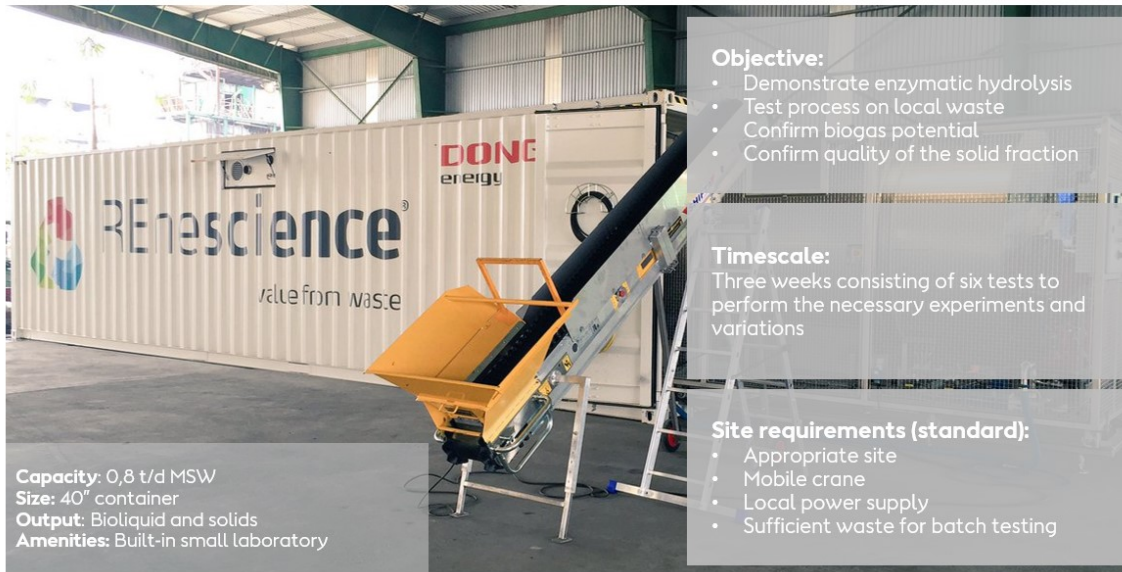 REnescience®
value from waste
DONG
energy
Objective:
• Demonstrate enzymatic hydrolysis
• Test process on local waste
• Confirm biogas potential
• Confirm quality of the solid fraction
Timescale:
Three weeks consisting of six tests to
perform the necessary experiments and
variations
Site requirements (standard):
• Appropriate site
• Mobile crane
• Local power supply
• Sufficient waste for batch testing
Capacity: 0,8 t/d MSW
Size: 40” container
Output: Bioliquid and solids
Amenities: Built-in small laboratory